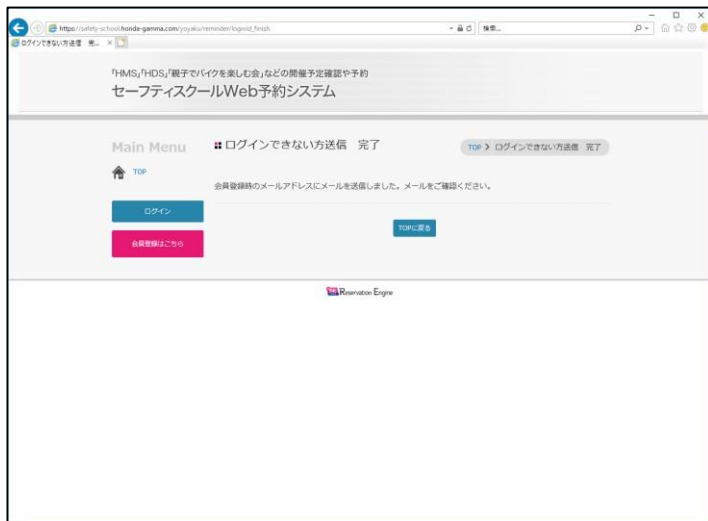 https://safety-school.honda-gamma.com/yoyaku/reminder/loginid_finish
検索...
ログインできない方送信 完...
「HMS」「HDS」「親子でバイクを楽しむ会」などの開催予定確認や予約
セーフティスクールWeb予約システム
Main Menu
ログインできない方送信 完了
TOP > ログインできない方送信 完了
TOP
会員登録時のメールアドレスにメールを送信しました。メールをご確認ください。
ログイン
TOPに戻る
会員登録はこちら
Reservation Engine